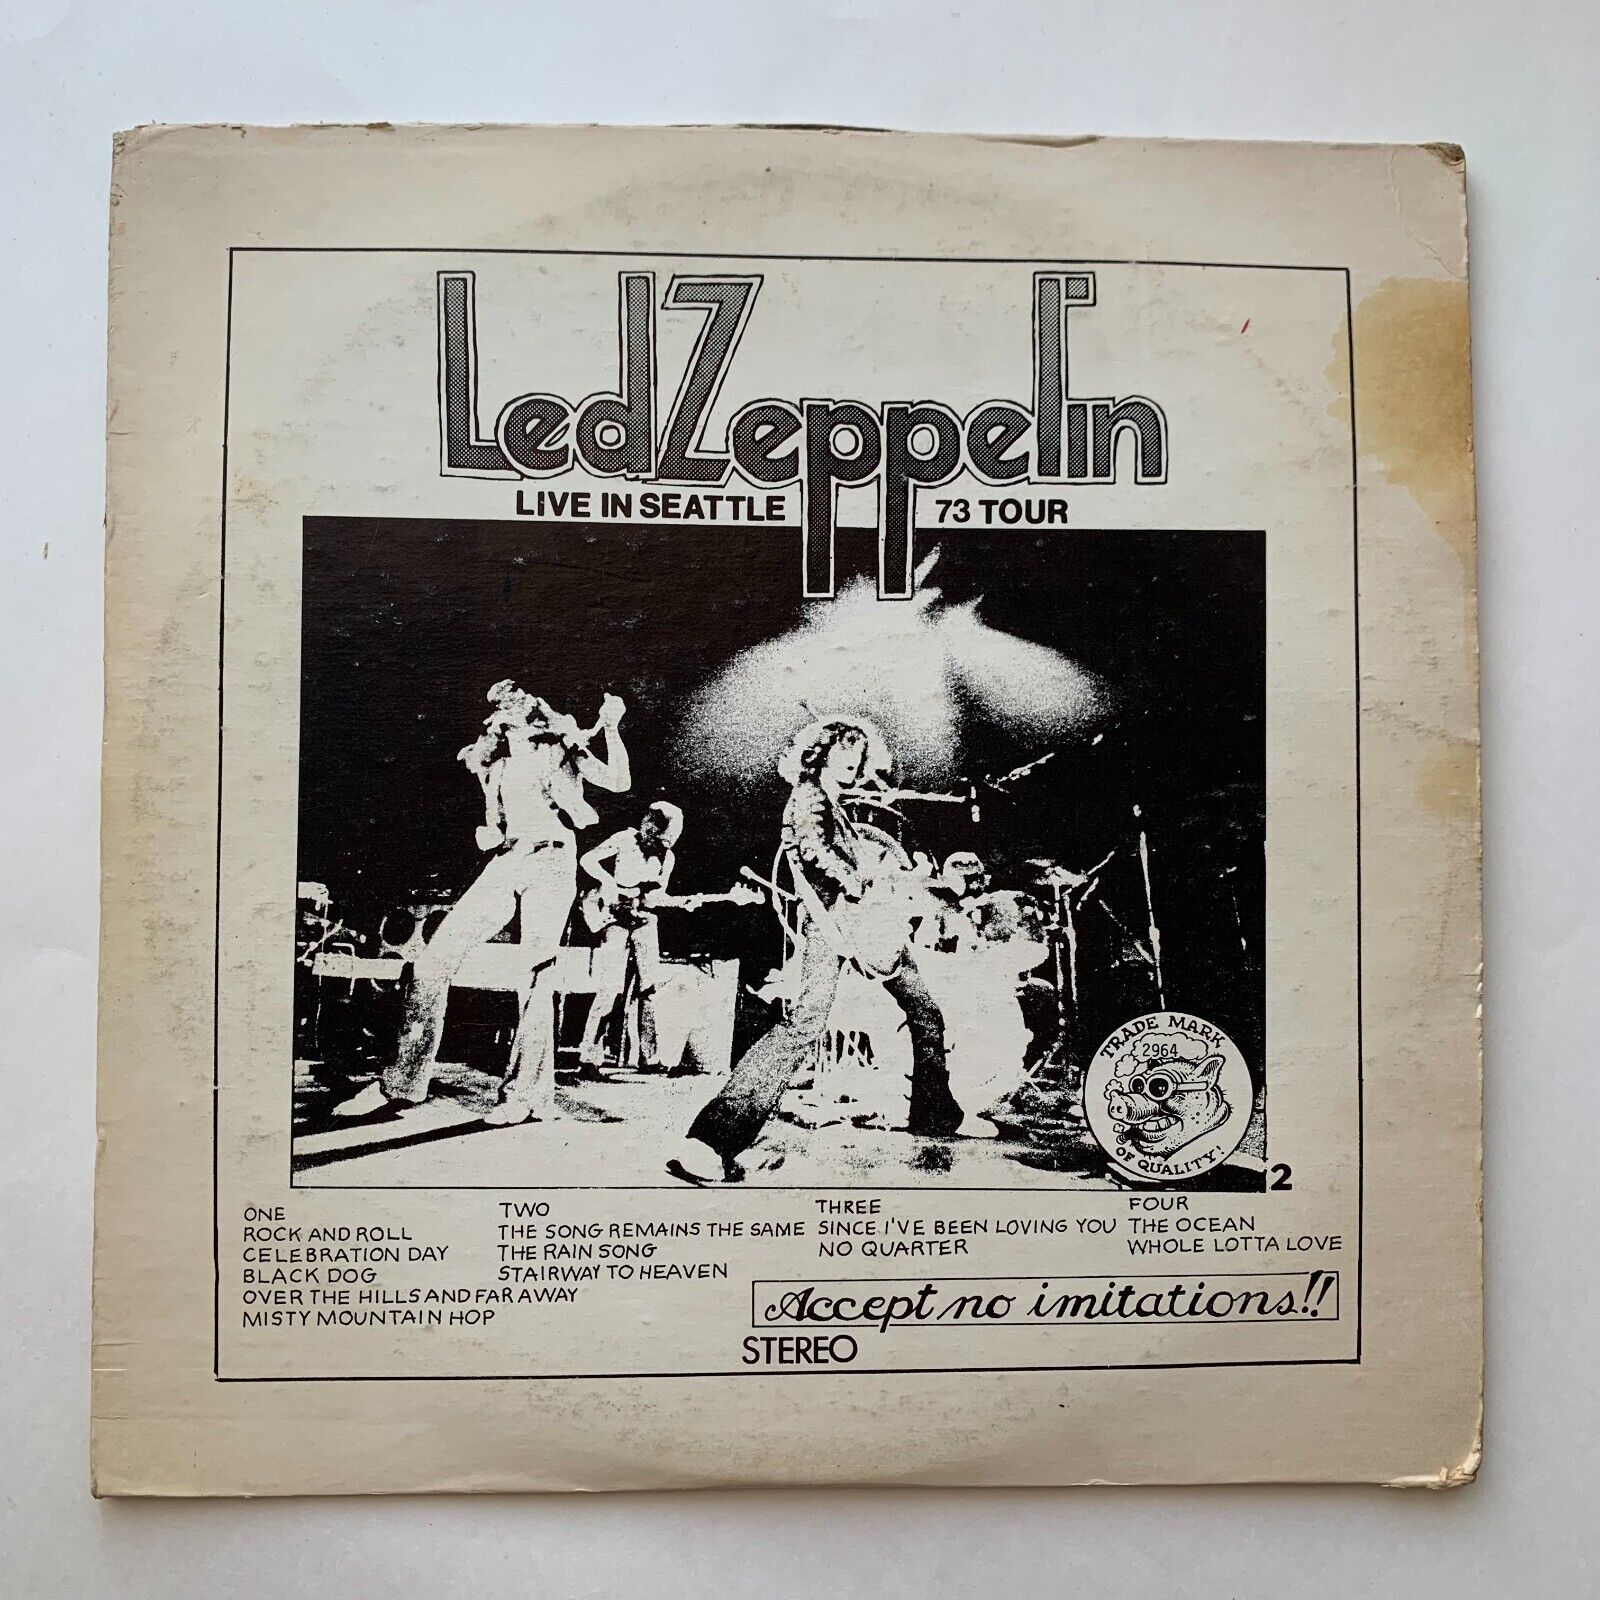 Led Zeppelin
LIVE IN SEATTLE 73 TOUR
TRADE MARK
2964
OF QUALITY!
2
ONE
ROCK AND ROLL
CELEBRATION DAY
BLACK DOG
OVER THE HILLS AND FAR AWAY
MISTY MOUNTAIN HOP
TWO
THE SONG REMAINS THE SAME
THE RAIN SONG
STAIRWAY TO HEAVEN
THREE
SINCE I'VE BEEN LOVING YOU
NO QUARTER
FOUR
THE OCEAN
WHOLE LOTTA LOVE
Accept no imitations!!
STEREO